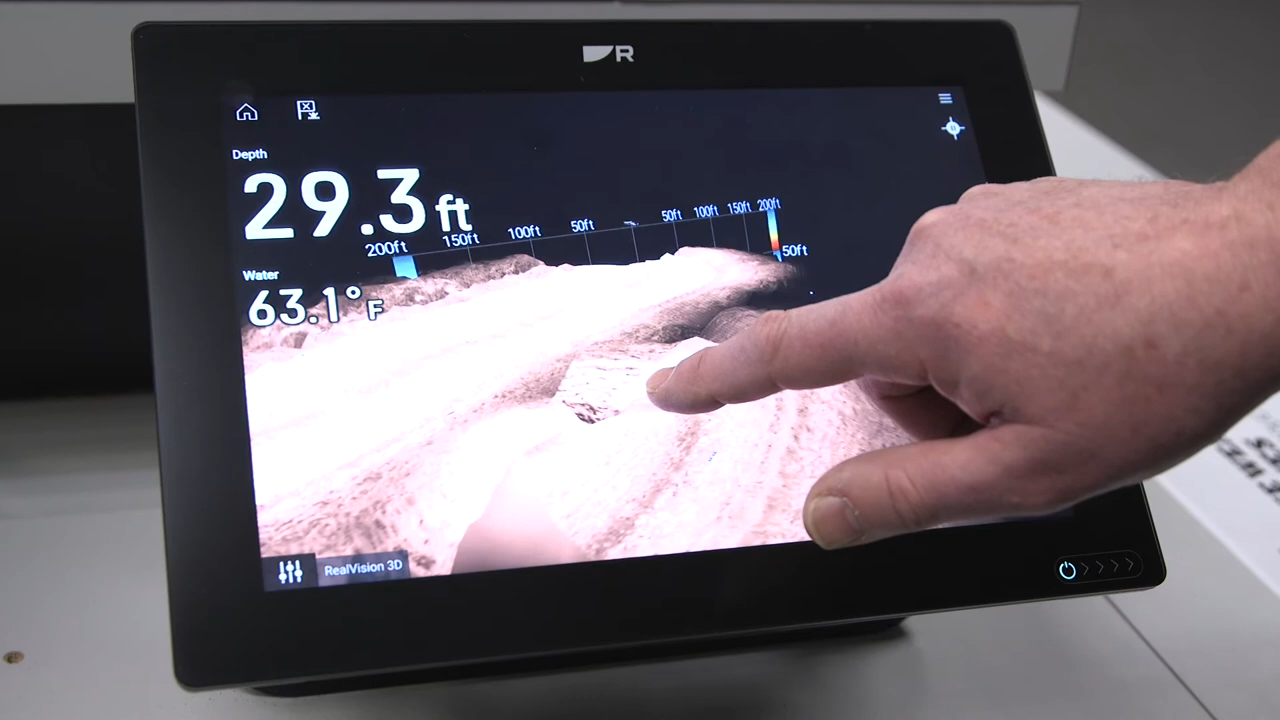 R
Depth
29.3 ft
200ft 150ft 100ft 50ft 50ft 100ft 150ft 200ft
50ft
Water
63.1°F
RealVision 3D